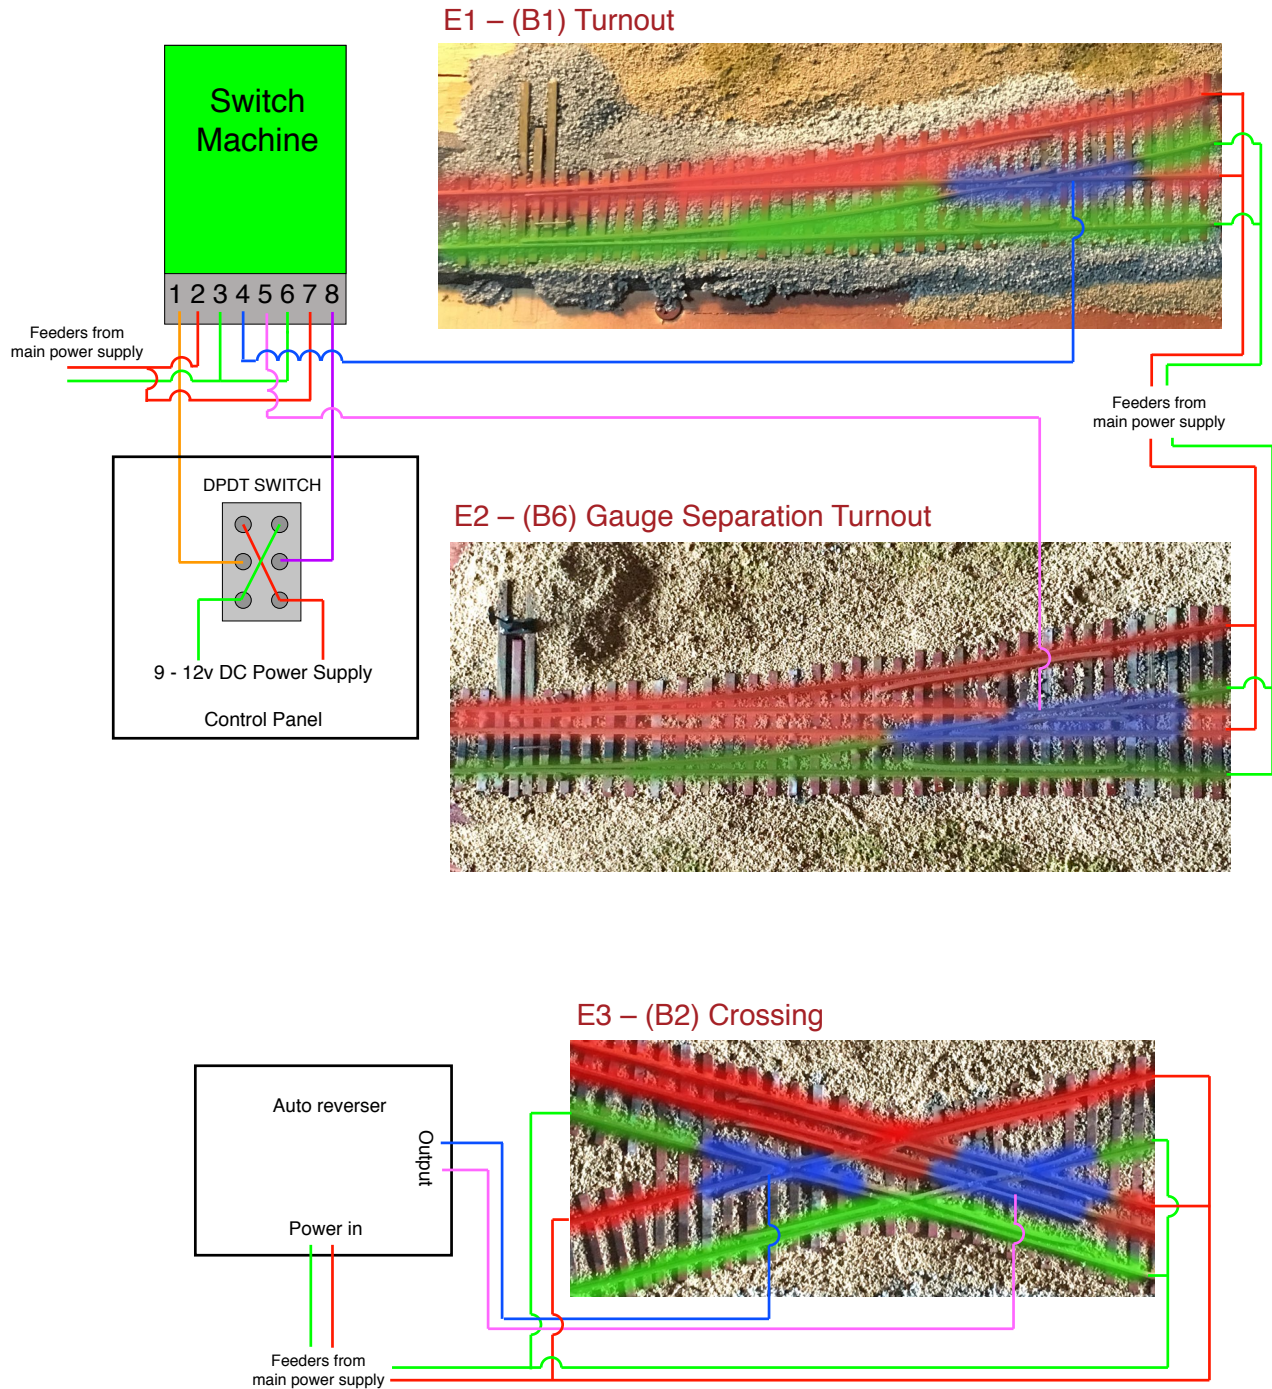 E1 – (B1) Turnout
Switch
Machine
1 2 3 4 5 6 7 8
Feeders from
main power supply
Feeders from
main power supply
DPDT SWITCH
9 - 12v DC Power Supply
Control Panel
E2 – (B6) Gauge Separation Turnout
E3 – (B2) Crossing
Auto reverser
Output
Power in
Feeders from
main power supply